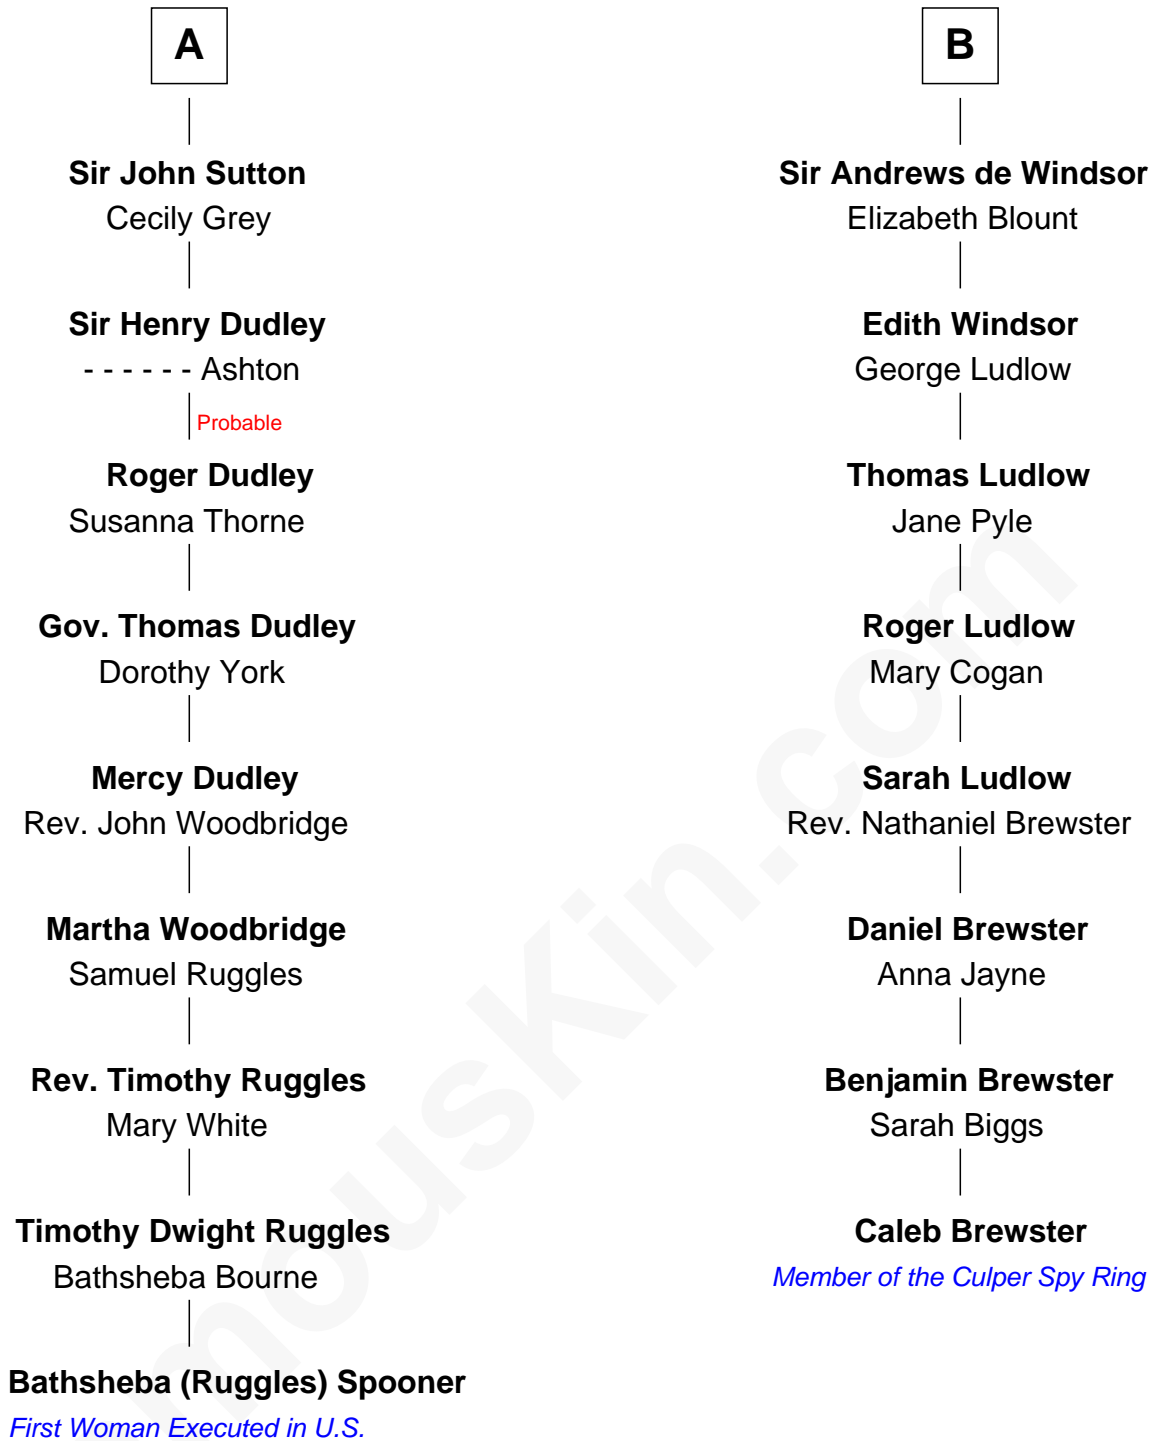 A
Sir John Sutton
Cecily Grey
Sir Henry Dudley
- - - - - - Ashton
Probable
Roger Dudley
Susanna Thorne
Gov. Thomas Dudley
Dorothy York
Mercy Dudley
Rev. John Woodbridge
Martha Woodbridge
Samuel Ruggles
Rev. Timothy Ruggles
Mary White
Timothy Dwight Ruggles
Bathsheba Bourne
Bathsheba (Ruggles) Spooner
First Woman Executed in U.S.
B
Sir Andrews de Windsor
Elizabeth Blount
Edith Windsor
George Ludlow
Thomas Ludlow
Jane Pyle
Roger Ludlow
Mary Cogan
Sarah Ludlow
Rev. Nathaniel Brewster
Daniel Brewster
Anna Jayne
Benjamin Brewster
Sarah Biggs
Caleb Brewster
Member of the Culper Spy Ring
mousKin.com